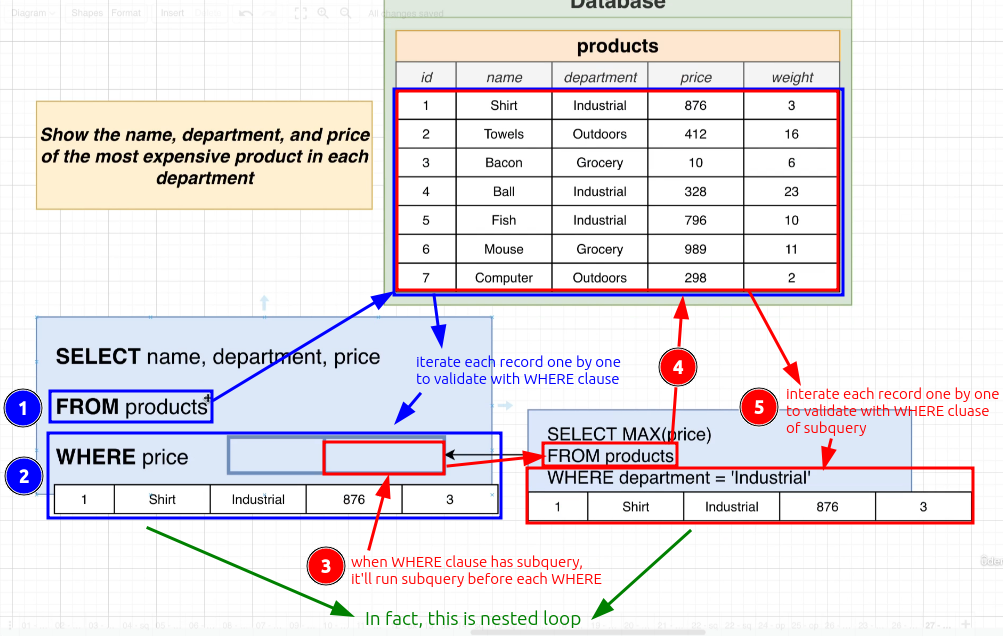 Diagram
Shapes Format
Insert
All changes saved
Database
products
id name department price weight
1 Shirt Industrial 876 3
2 Towels Outdoors 412 16
3 Bacon Grocery 10 6
4 Ball Industrial 328 23
5 Fish Industrial 796 10
6 Mouse Grocery 989 11
7 Computer Outdoors 298 2
Show the name, department, and price
of the most expensive product in each
department
SELECT name, department, price
iterate each record one by one
to validate with WHERE clause
1
FROM products
2
WHERE price
1 Shirt Industrial 876 3
4
5
interate each record one by one
to validate with WHERE cluase
of subquery
SELECT MAX(price)
FROM products
WHERE department = 'Industrial'
1 Shirt Industrial 876 3
3
when WHERE clause has subquery,
it'll run subquery before each WHERE
In fact, this is nested loop